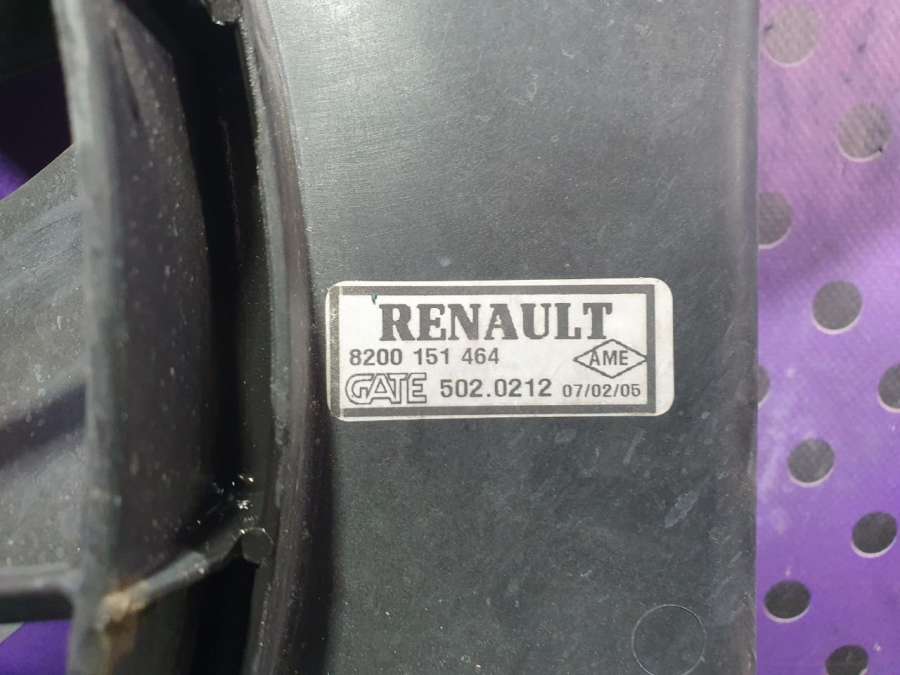 RENAULT
8200 151 464 AME
GATE 502.0212 07/02/05